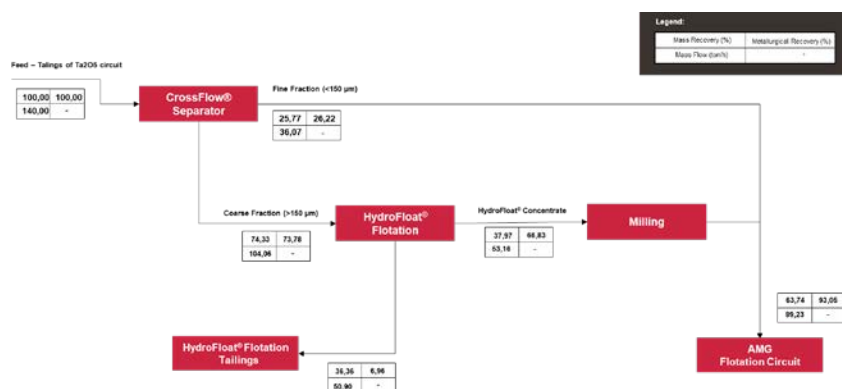 Legend:
Mass Recovery (%) Metallurgical Recovery (%)
Mass Flow (ton/h) -
Feed – Talings of Ta2O5 circuit
100,00 100,00
140,00 -
CrossFlow®
Separator
Fine Fraction (<150 µm)
25,77 26,22
36,07 -
Coarse Fraction (>150 µm)
74,33 73,78
104,06 -
HydroFloat®
Flotation
HydroFloat® Concentrate
37,97 66,83
53,16 -
Milling
63,74 93,05
99,23 -
HydroFloat® Flotation
Tailings
36,36 6,96
50,90 -
AMG
Flotation Circuit